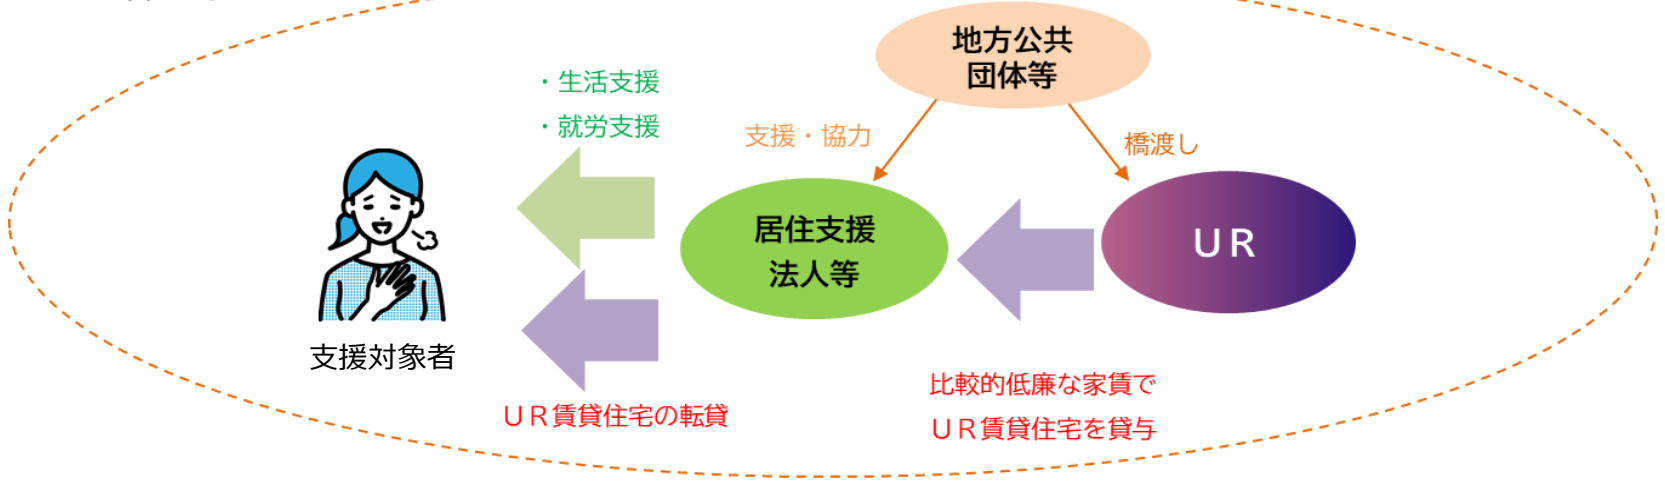 地方公共
団体等
・生活支援
・就労支援
支援・協力
橋渡し
居住支援
法人等
ＵＲ
支援対象者
ＵＲ賃貸住宅の転貸
比較的低廉な家賃で
ＵＲ賃貸住宅を貸与